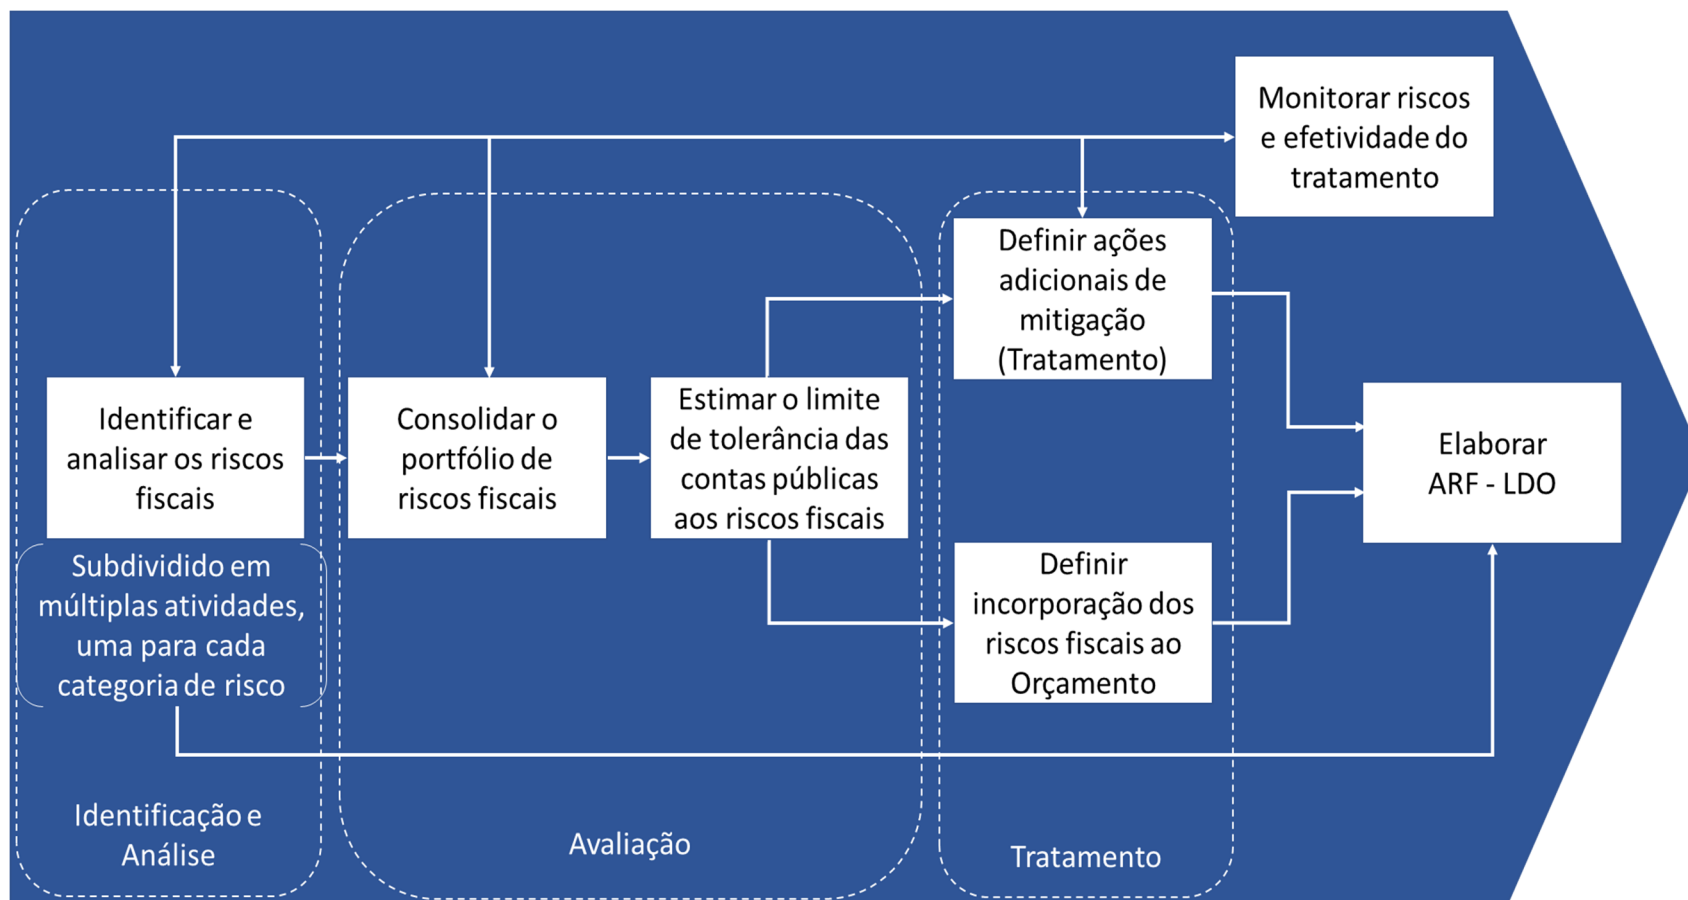 Monitorar riscos
e efetividade do
tratamento
Definir ações
adicionais de
mitigação
(Tratamento)
Identificar e
analisar os riscos
fiscais
Consolidar o
portfólio de
riscos fiscais
Estimar o limite
de tolerância das
contas públicas
aos riscos fiscais
Elaborar
ARF - LDO
Subdividido em
múltiplas atividades,
uma para cada
categoria de risco
Definir
incorporação dos
riscos fiscais ao
Orçamento
Identificação e
Análise
Avaliação
Tratamento